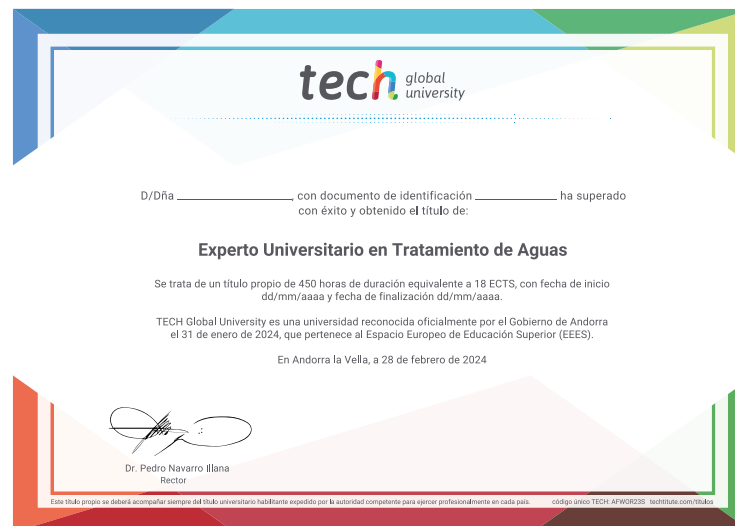 tech global university
D/Dña ____________, con documento de identificación ____________ ha superado
con éxito y obtenido el título de:
Experto Universitario en Tratamiento de Aguas
Se trata de un título propio de 450 horas de duración equivalente a 18 ECTS, con fecha de inicio
dd/mm/aaaa y fecha de finalización dd/mm/aaaa.
TECH Global University es una universidad reconocida oficialmente por el Gobierno de Andorra
el 31 de enero de 2024, que pertenece al Espacio Europeo de Educación Superior (EEES).
En Andorra la Vella, a 28 de febrero de 2024
Dr. Pedro Navarro Illana
Rector
Este título propio se deberá acompañar siempre del título universitario habilitante expedido por la autoridad competente para ejercer profesionalmente en cada país. código único TECH: AFWOR23S techtitute.com/titulos